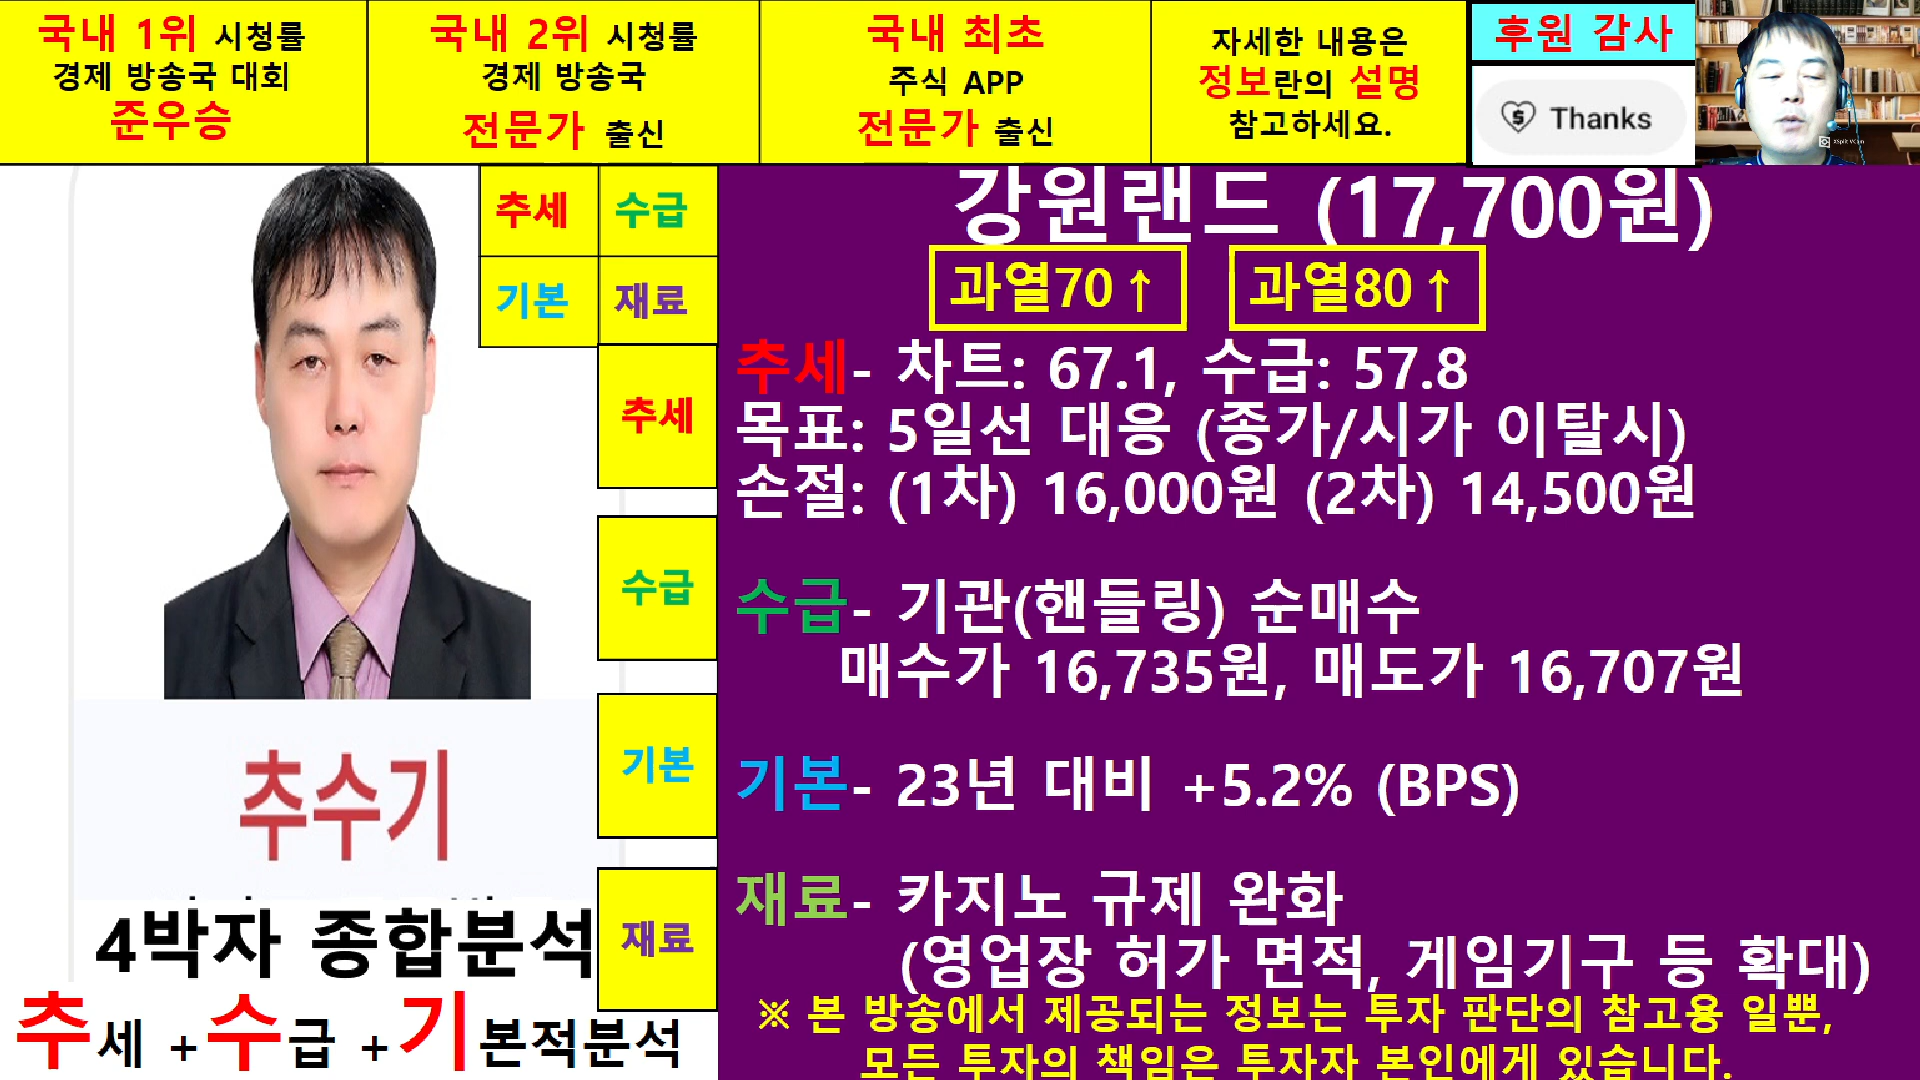 국내 1위 시청률
경제 방송국 대회
준우승
국내 2위 시청률
경제 방송국
전문가 출신
국내 최초
주식 APP
전문가 출신
자세한 내용은
정보란의 설명
참고하세요.
후원 감사
Thanks
XSplit VCam
추세 수급
기본 재료
추세
수급
기본
재료
추수기
4박자 종합분석
추세 + 수급 + 기본적분석
강원랜드 (17,700원)
과열70↑ 과열80↑
추세- 차트: 67.1, 수급: 57.8
목표: 5일선 대응 (종가/시가 이탈시)
손절: (1차) 16,000원 (2차) 14,500원
수급- 기관(핸들링) 순매수
매수가 16,735원, 매도가 16,707원
기본- 23년 대비 +5.2% (BPS)
재료- 카지노 규제 완화
(영업장 허가 면적, 게임기구 등 확대)
※ 본 방송에서 제공되는 정보는 투자 판단의 참고용 일뿐,
모든 투자의 책임은 투자자 본인에게 있습니다.